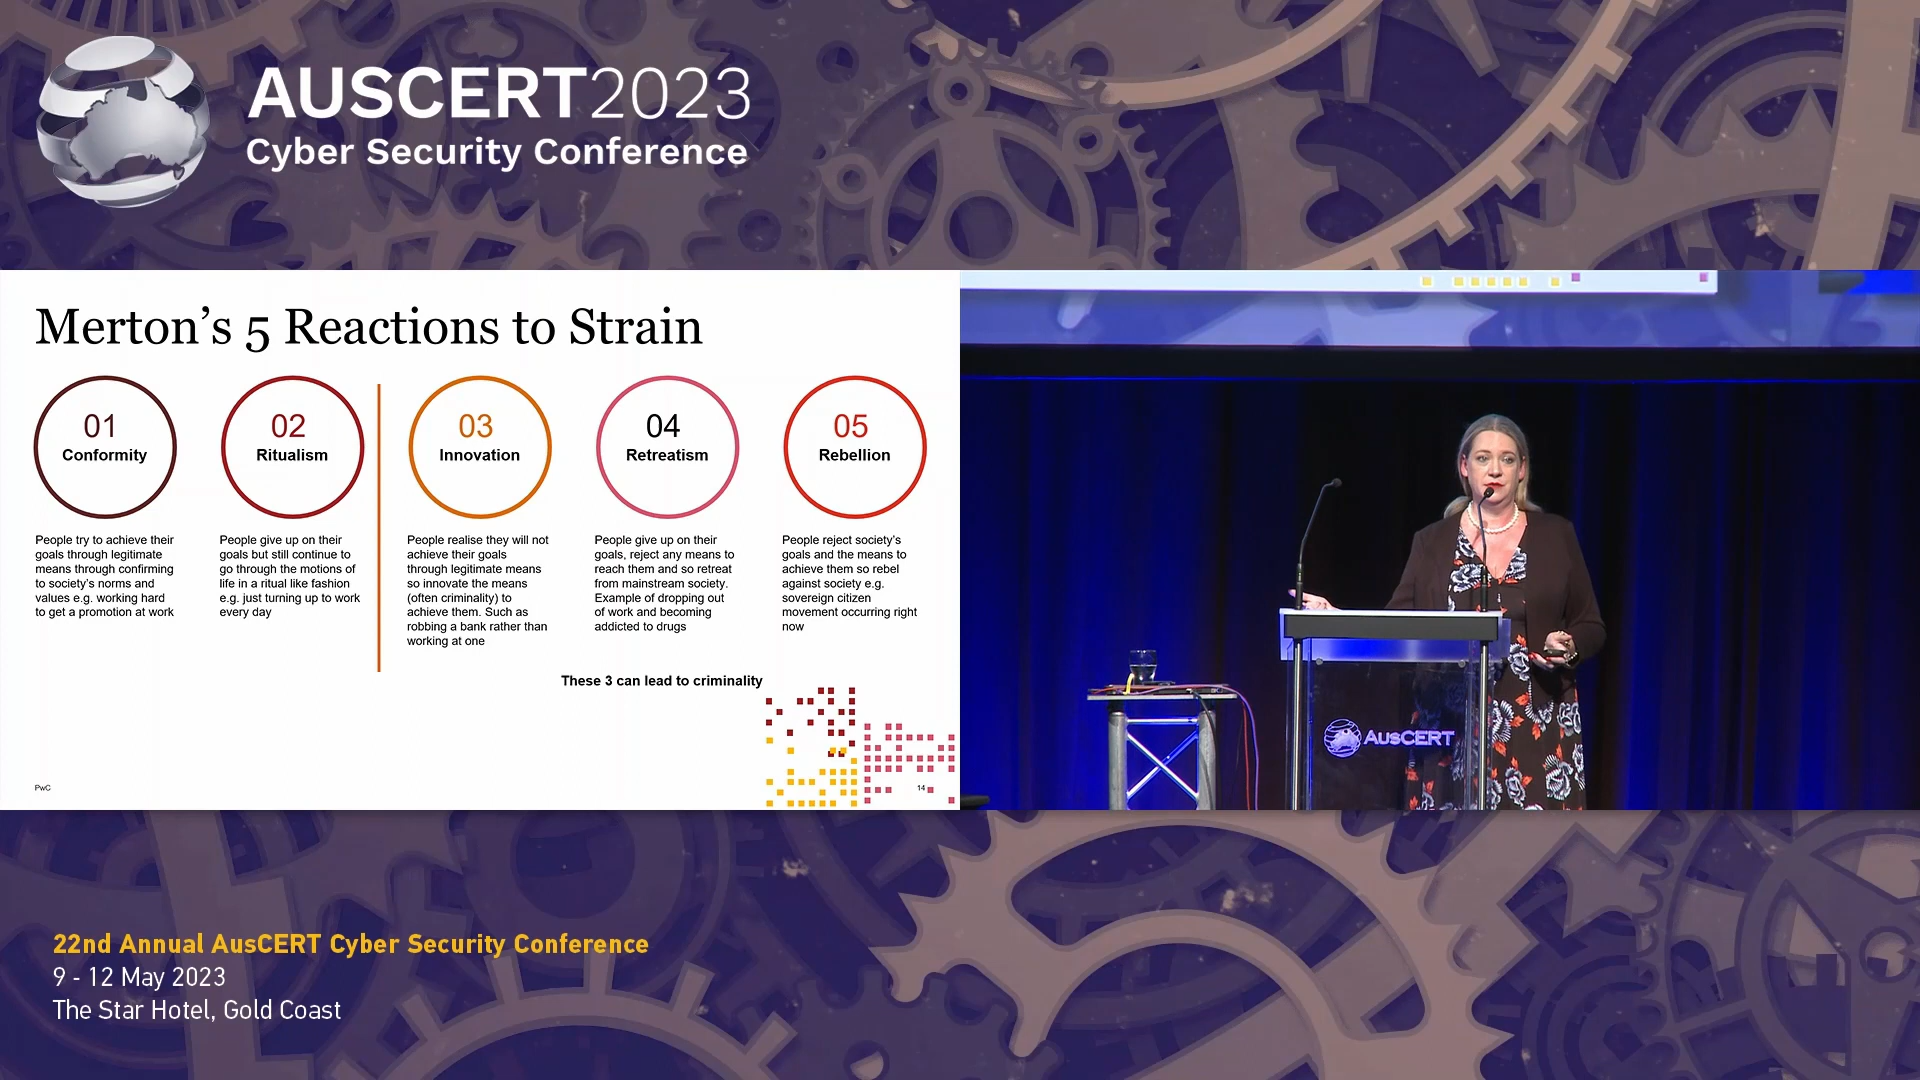 AUSCERT2023
Cyber Security Conference
Merton’s 5 Reactions to Strain
01
Conformity
People try to achieve their
goals through legitimate
means through confirming
to society’s norms and
values e.g. working hard
to get a promotion at work
02
Ritualism
People give up on their
goals but still continue to
go through the motions of
life in a ritual like fashion
e.g. just turning up to work
every day
03
Innovation
People realise they will not
achieve their goals
through legitimate means
so innovate the means
(often criminality) to
achieve them. Such as
robbing a bank rather than
working at one
04
Retreatism
People give up on their
goals, reject any means to
reach them and so retreat
from mainstream society.
Example of dropping out
of work and becoming
addicted to drugs
05
Rebellion
People reject society’s
goals and the means to
achieve them so rebel
against society e.g.
sovereign citizen
movement occurring right
now
These 3 can lead to criminality
PwC
14
AusCERT
22nd Annual AusCERT Cyber Security Conference
9 - 12 May 2023
The Star Hotel, Gold Coast